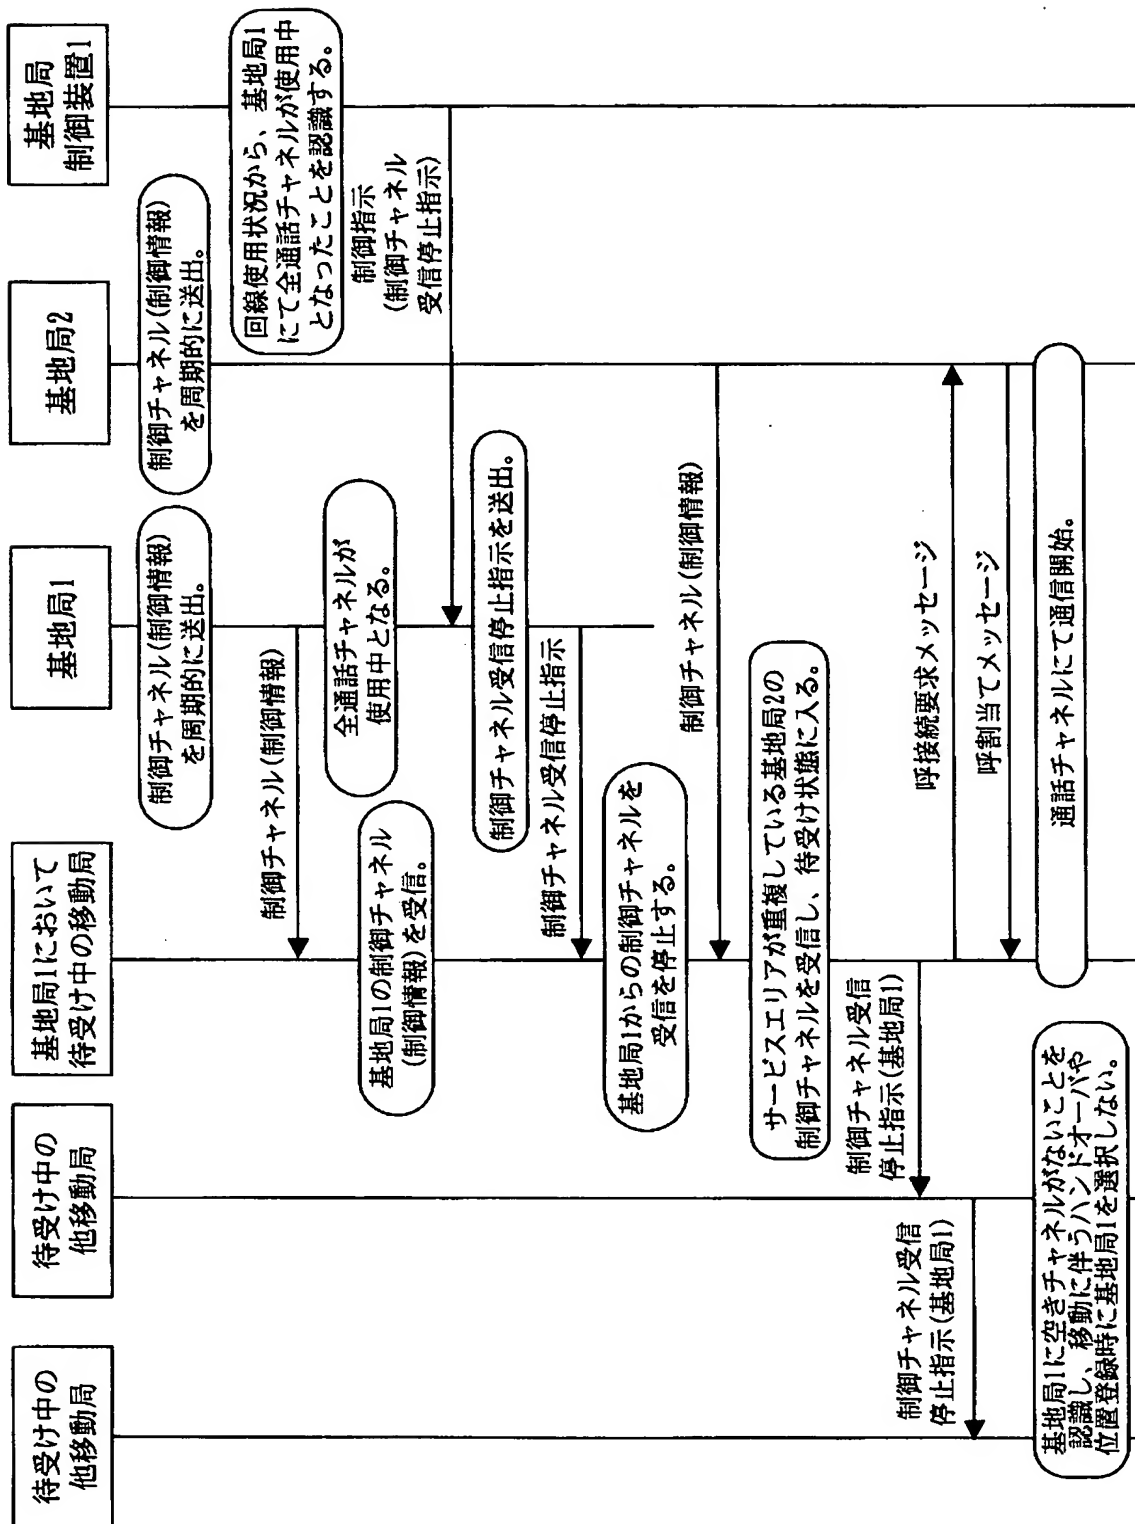 待受け中の
他移動局
待受け中の
他移動局
基地局1において
待受け中の移動局
基地局1
基地局2
基地局
制御装置1
制御チャネル(制御情報)
を周期的に送出。
制御チャネル(制御情報)
を周期的に送出。
回線使用状況から、基地局1
にて全通話チャネルが使用中
となったことを認識する。
制御チャネル(制御情報)
全通話チャネルが
使用中となる。
基地局1の制御チャネル
(制御情報)を受信。
制御指示
(制御チャネル
受信停止指示)
制御チャネル受信停止指示を送出。
制御チャネル受信停止指示
基地局1からの制御チャネルを
受信を停止する。
制御チャネル(制御情報)
サービスエリアが重複している基地局2の
制御チャネルを受信し、待受け状態に入る。
制御チャネル受信
停止指示(基地局1)
呼接続要求メッセージ
制御チャネル受信
停止指示(基地局1)
呼割当てメッセージ
基地局1に空きチャネルがないことを
認識し、移動に伴うハンドオーバや
位置登録時に基地局1を選択しない。
通話チャネルにて通信開始。